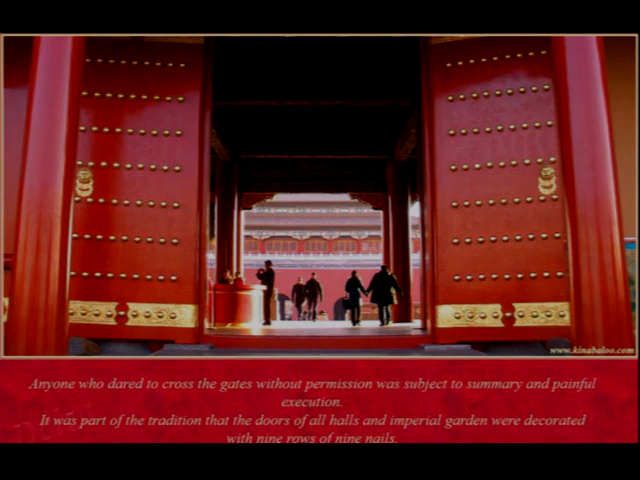 www.kinabaloo.com
Anyone who dared to cross the gates without permission was subject to summary and painful
execution.
It was part of the tradition that the doors of all halls and imperial garden were decorated
with nine rows of nine nails.